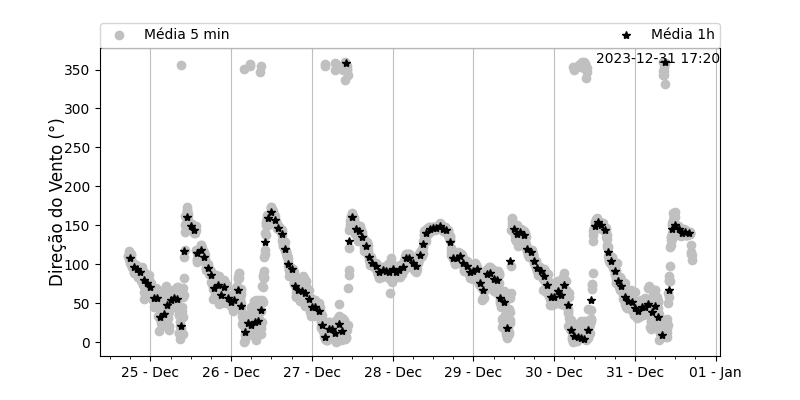 Média 5 min
Média 1h
2023-12-31 17:20
Direção do Vento (°)
350
300
250
200
150
100
50
0
25 - Dec
26 - Dec
27 - Dec
28 - Dec
29 - Dec
30 - Dec
31 - Dec
01 - Jan